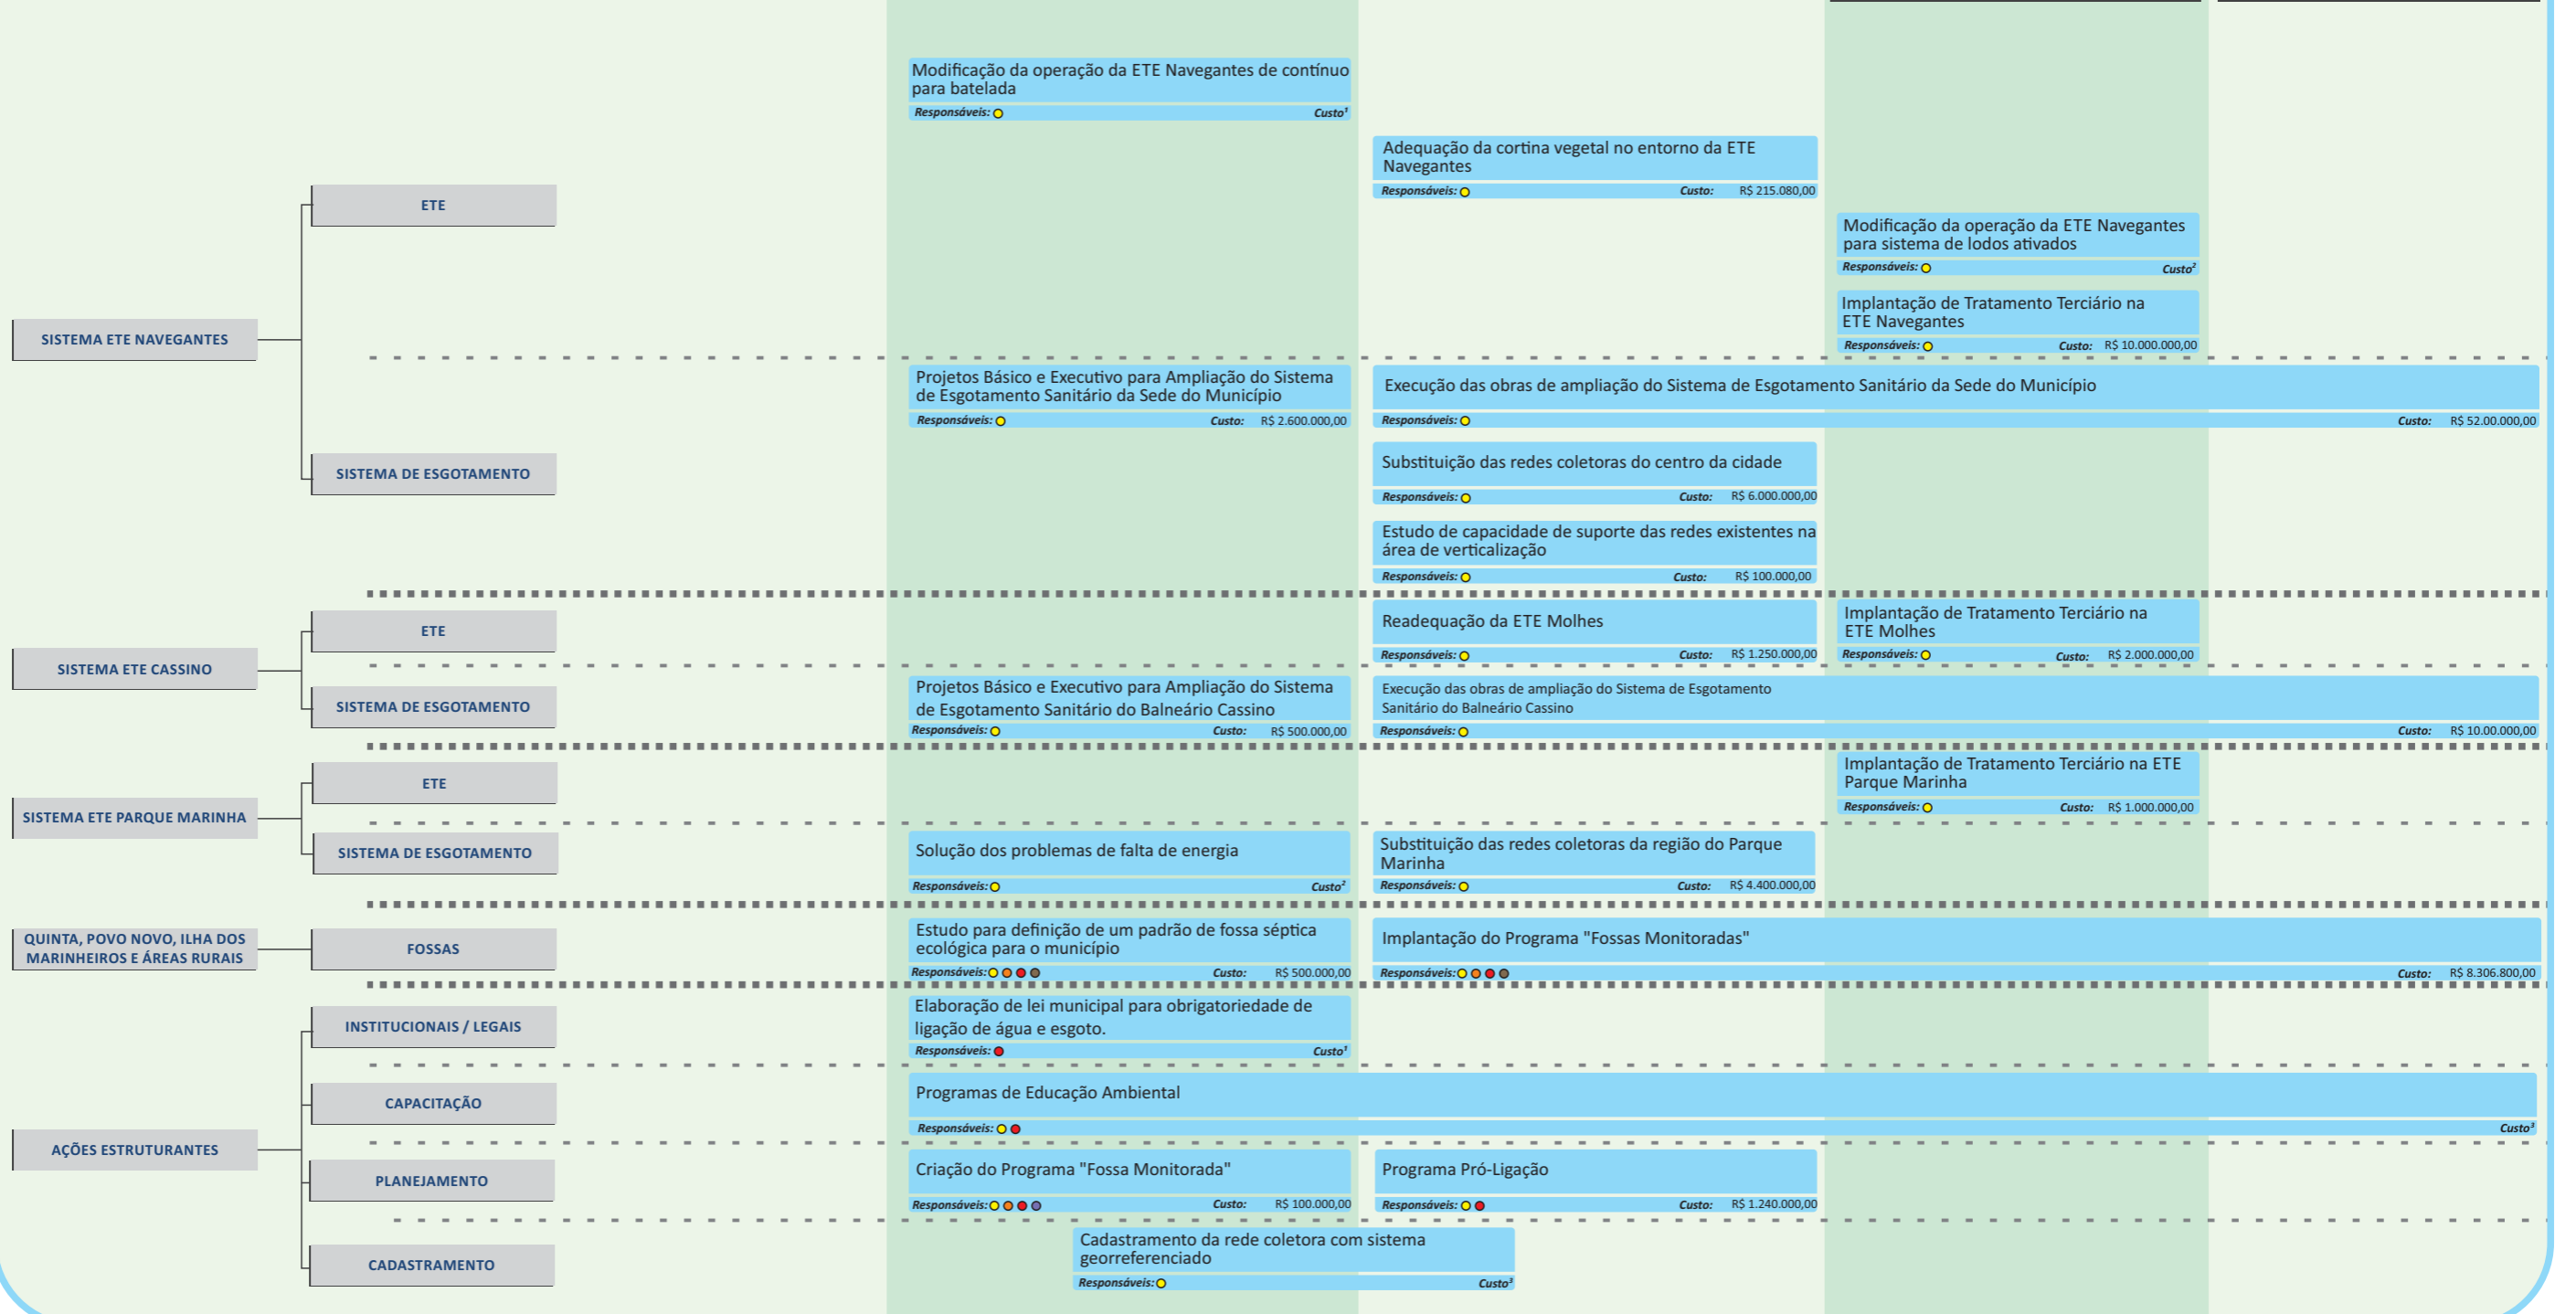 Modificação da operação da ETE Navegantes de contínuo
para batelada
Responsáveis: Custo¹
Adequação da cortina vegetal no entorno da ETE
Navegantes
Responsáveis: Custo: R$ 215.080,00
ETE
Modificação da operação da ETE Navegantes
para sistema de lodos ativados
Responsáveis: Custo²
Implantação de Tratamento Terciário na
ETE Navegantes
Responsáveis: Custo: R$ 10.000.000,00
SISTEMA ETE NAVEGANTES
Projetos Básico e Executivo para Ampliação do Sistema
de Esgotamento Sanitário da Sede do Município
Responsáveis: Custo: R$ 2.600.000,00
Execução das obras de ampliação do Sistema de Esgotamento Sanitário da Sede do Município
Responsáveis: Custo: R$ 52.00.000,00
SISTEMA DE ESGOTAMENTO
Substituição das redes coletoras do centro da cidade
Responsáveis: Custo: R$ 6.000.000,00
Estudo de capacidade de suporte das redes existentes na
área de verticalização
Responsáveis: Custo: R$ 100.000,00
SISTEMA ETE CASSINO
ETE
Readequação da ETE Molhes
Responsáveis: Custo: R$ 1.250.000,00
Implantação de Tratamento Terciário na
ETE Molhes
Responsáveis: Custo: R$ 2.000.000,00
SISTEMA DE ESGOTAMENTO
Projetos Básico e Executivo para Ampliação do Sistema
de Esgotamento Sanitário do Balneário Cassino
Responsáveis: Custo: R$ 500.000,00
Execução das obras de ampliação do Sistema de Esgotamento
Sanitário do Balneário Cassino
Responsáveis: Custo: R$ 10.00.000,00
SISTEMA ETE PARQUE MARINHA
ETE
Implantação de Tratamento Terciário na ETE
Parque Marinha
Responsáveis: Custo: R$ 1.000.000,00
SISTEMA DE ESGOTAMENTO
Solução dos problemas de falta de energia
Responsáveis: Custo²
Substituição das redes coletoras da região do Parque
Marinha
Responsáveis: Custo: R$ 4.400.000,00
QUINTA, POVO NOVO, ILHA DOS
MARINHEIROS E ÁREAS RURAIS
FOSSAS
Estudo para definição de um padrão de fossa séptica
ecológica para o município
Responsáveis: Custo: R$ 500.000,00
Implantação do Programa "Fossas Monitoradas"
Responsáveis: Custo: R$ 8.306.800,00
AÇÕES ESTRUTURANTES
INSTITUCIONAIS / LEGAIS
Elaboração de lei municipal para obrigatoriedade de
ligação de água e esgoto.
Responsáveis: Custo¹
CAPACITAÇÃO
Programas de Educação Ambiental
Responsáveis: Custo³
PLANEJAMENTO
Criação do Programa "Fossa Monitorada"
Responsáveis: Custo: R$ 100.000,00
Programa Pró-Ligação
Responsáveis: Custo: R$ 1.240.000,00
CADASTRAMENTO
Cadastramento da rede coletora com sistema
georreferenciado
Responsáveis: Custo³